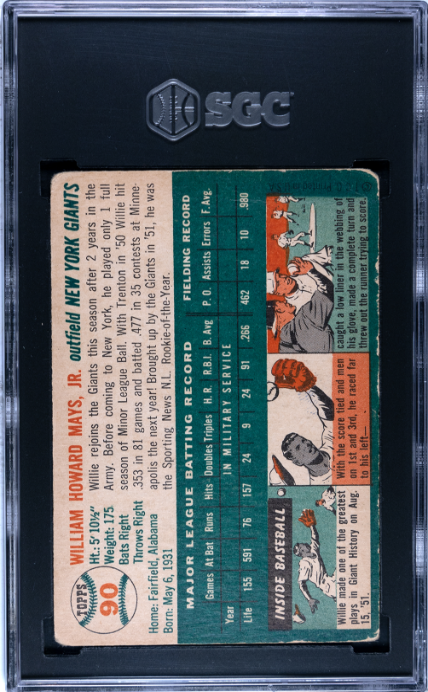 SGC
TOPPS
90
WILLIAM HOWARD MAYS, JR. outfield NEW YORK GIANTS
Ht.: 5' 10½"
Weight: 175
Bats Right
Throws Right
Home: Fairfield, Alabama
Born: May 6, 1931
Willie rejoins the Giants this season after 2 years in the
Army. Before coming to New York, he played only 1 full
season of Minor League Ball. With Trenton in '50 Willie hit
.353 in 81 games and batted .477 in 35 contests at Minne-
apolis the next year! Brought up by the Giants in '51, he was
the Sporting News N.L. Rookie-of-the-Year.
MAJOR LEAGUE BATTING RECORD FIELDING RECORD
Games At Bat Runs Hits Doubles Triples H.R. R.B.I. B. Avg. P.O. Assists Errors F. Avg.
Year IN MILITARY SERVICE
Life 155 591 76 157 24 9 24 91 .266 462 18 10 .980
INSIDE BASEBALL
Willie made one of the greatest
plays in Giant History on Aug.
15, '51.
With the score tied and men
on 1st and 3rd, he raced far
to his left—
caught a low liner in the webbing of
his glove, made a complete turn and
threw out the runner trying to score.